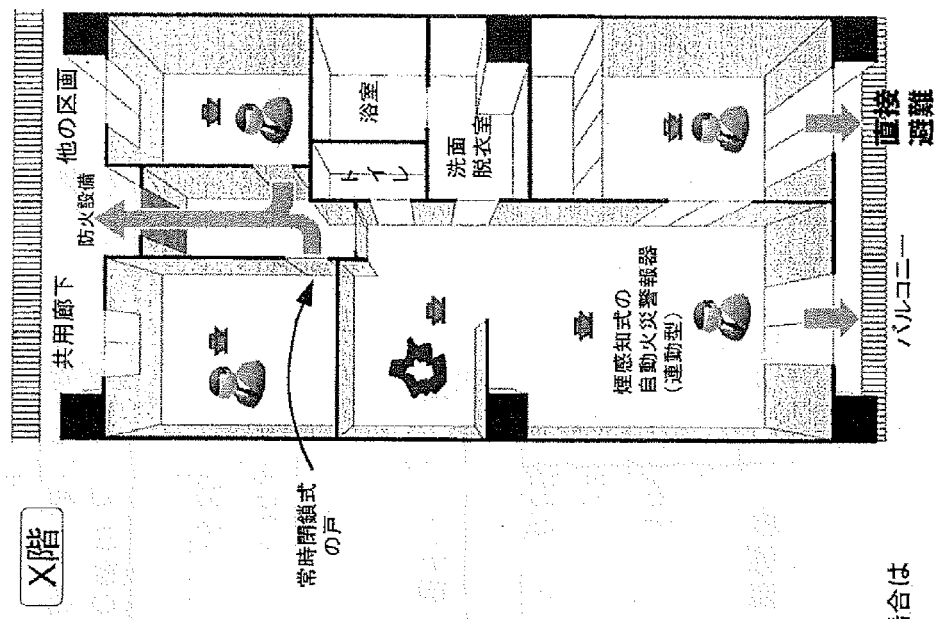 X階
共用廊下
防火設備
他の区画
常時閉鎖式
の戸
トイレ
浴室
洗面
脱衣室
煙感知式の
自動火災警報器
(連動型)
バルコニー
直接
避難
合は